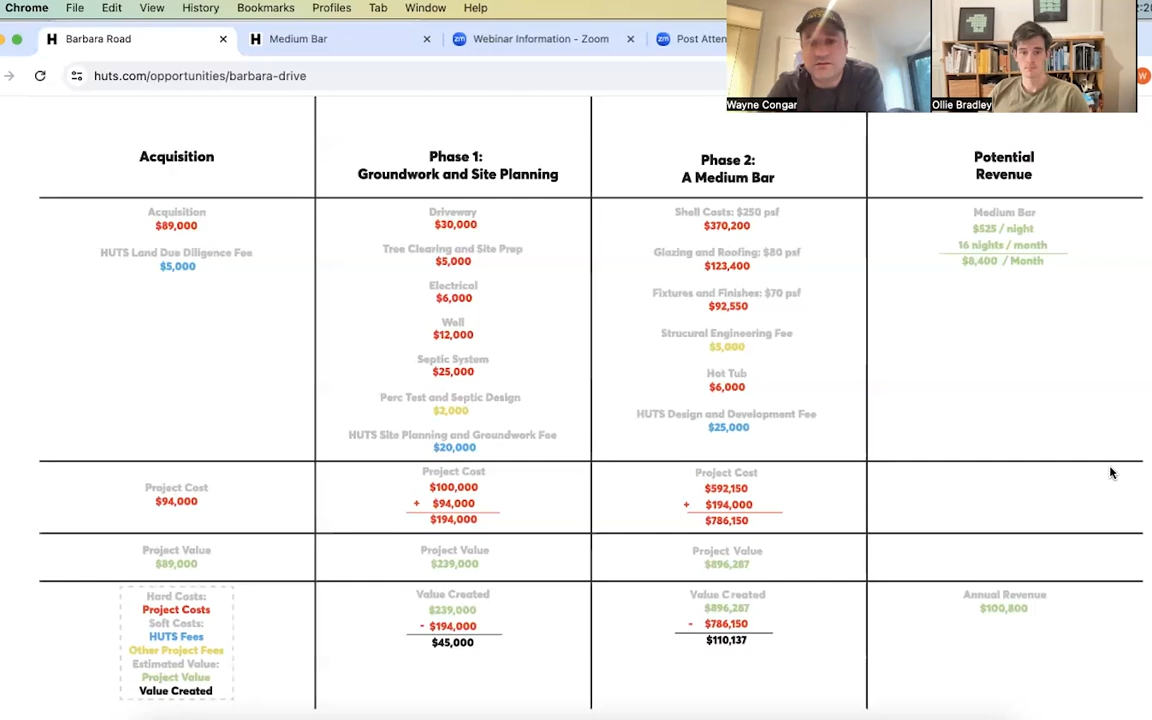 Chrome File Edit View History Bookmarks Profiles Tab Window Help
Barbara Road
Medium Bar
Webinar Information - Zoom
Post Atten
huts.com/opportunities/barbara-drive
W
Wayne Congar
Ollie Bradley
Acquisition
Phase 1:
Groundwork and Site Planning
Phase 2:
A Medium Bar
Potential
Revenue
Acquisition
$89,000
HUTS Land Due Diligence Fee
$5,000
Driveway
$30,000
Tree Clearing and Site Prep
$5,000
Electrical
$6,000
Well
$12,000
Septic System
$25,000
Perc Test and Septic Design
$2,000
HUTS Site Planning and Groundwork Fee
$20,000
Shell Costs: $250 psf
$370,200
Glazing and Roofing: $80 psf
$123,400
Fixtures and Finishes: $70 psf
$92,550
Strucural Engineering Fee
$5,000
Hot Tub
$6,000
HUTS Design and Development Fee
$25,000
Medium Bar
$525 / night
16 nights / month
$8,400 / Month
Project Cost
$94,000
Project Cost
$100,000
+ $94,000
$194,000
Project Cost
$592,150
+ $194,000
$786,150
Project Value
$89,000
Project Value
$239,000
Project Value
$896,287
Hard Costs:
Project Costs
Soft Costs:
HUTS Fees
Other Project Fees
Estimated Value:
Project Value
Value Created
Value Created
$239,000
- $194,000
$45,000
Value Created
$896,287
- $786,150
$110,137
Annual Revenue
$100,800